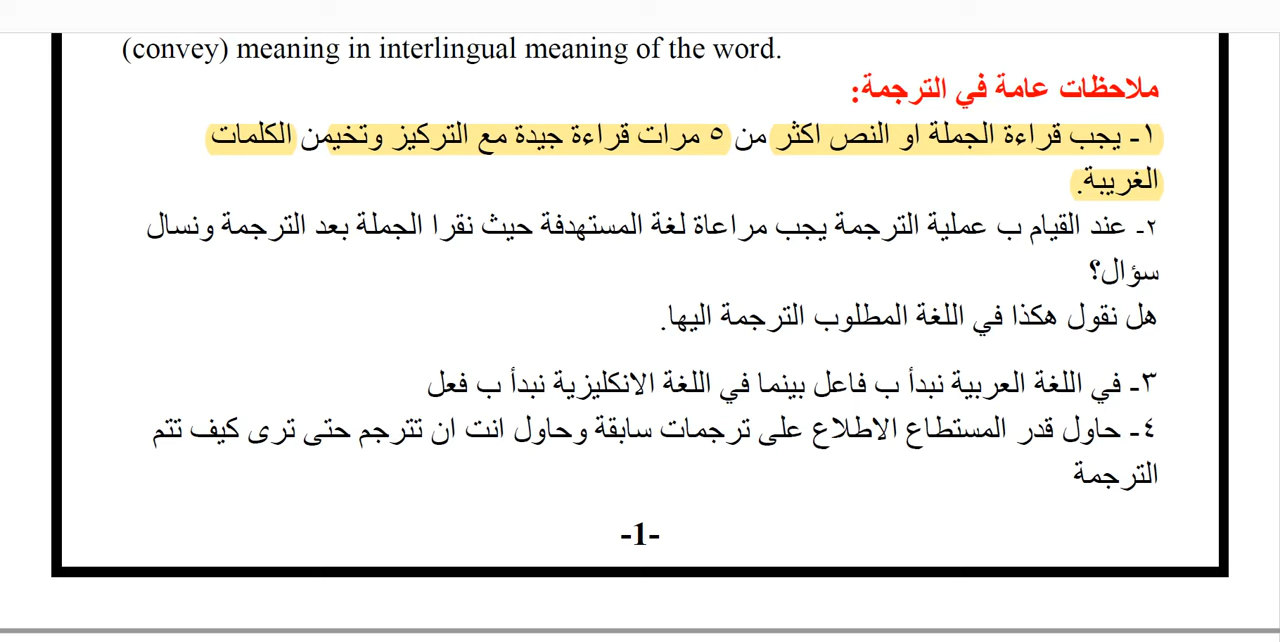 (convey) meaning in interlingual meaning of the word.
ملاحظات عامة في الترجمة:
١- يجب قراءة الجملة او النص اكثر من ٥ مرات قراءة جيدة مع التركيز وتخيمن الكلمات
الغريبة.
٢- عند القيام ب عملية الترجمة يجب مراعاة لغة المستهدفة حيث نقرا الجملة بعد الترجمة ونسال
سؤال؟
هل نقول هكذا في اللغة المطلوب الترجمة اليها.
٣- في اللغة العربية نبدأ ب فاعل بينما في اللغة الانكليزية نبدأ ب فعل
٤- حاول قدر المستطاع الاطلاع على ترجمات سابقة وحاول انت ان تترجم حتى ترى كيف تتم
الترجمة
-1-